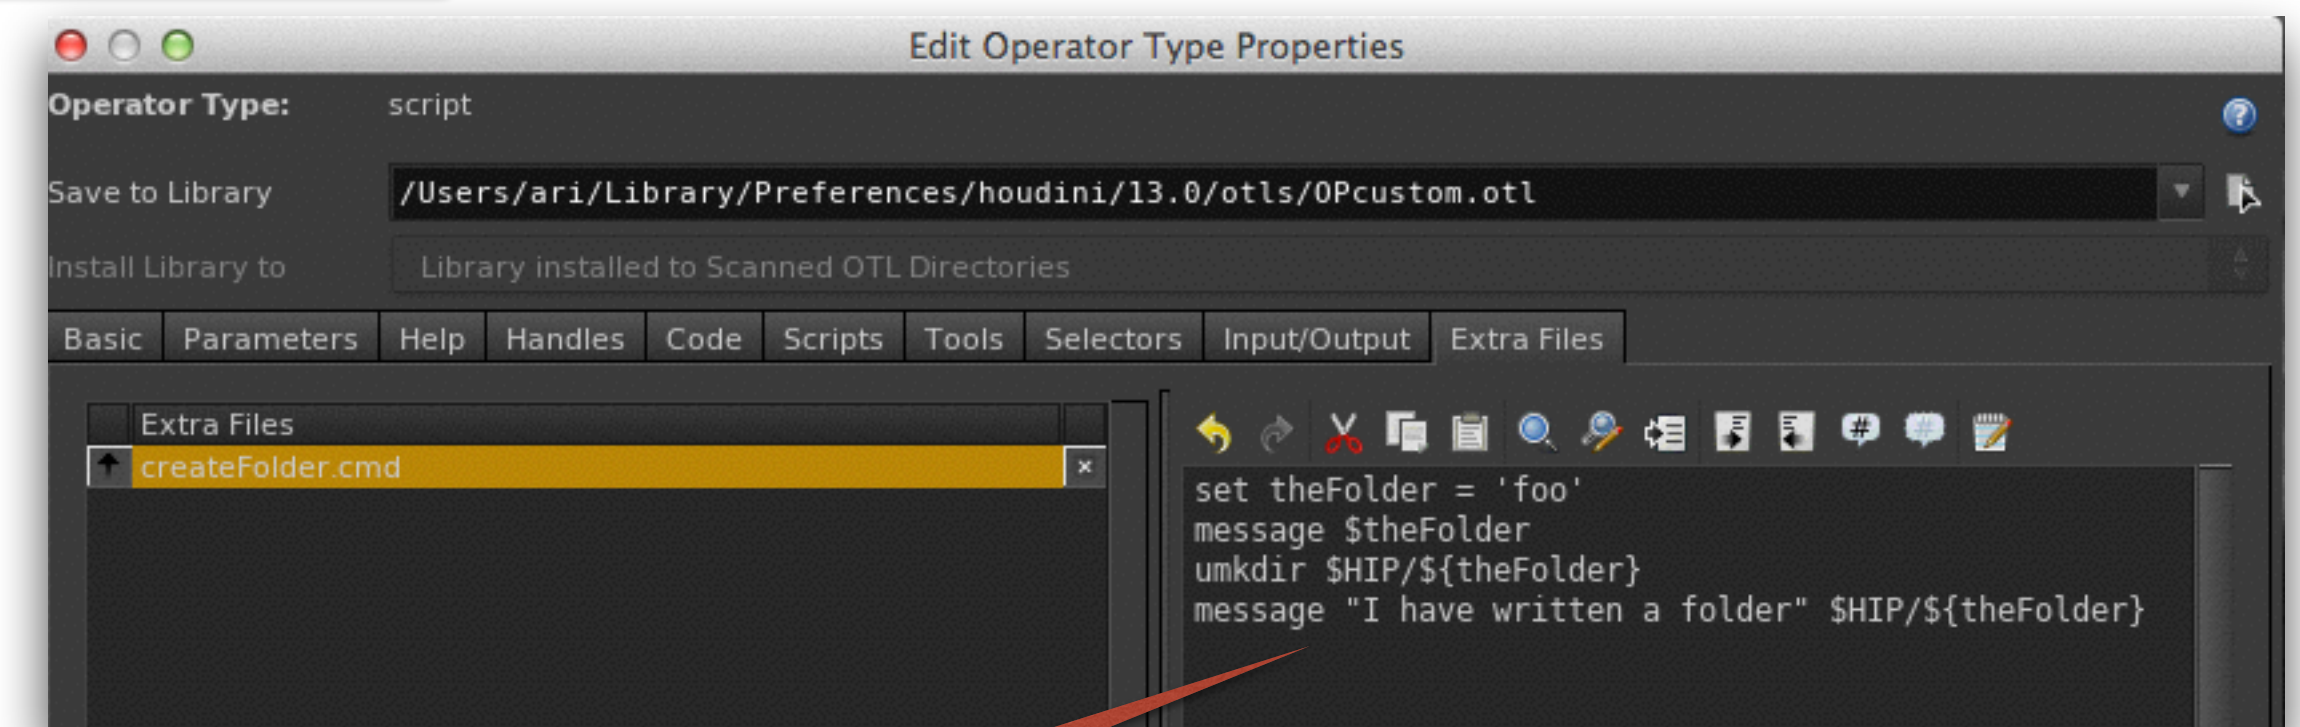 Edit Operator Type Properties
Operator Type: script
Save to Library /Users/ari/Library/Preferences/houdini/13.0/otls/OPcustom.otl
Install Library to Library installed to Scanned OTL Directories
Basic Parameters Help Handles Code Scripts Tools Selectors Input/Output Extra Files
Extra Files
createFolder.cmd
set theFolder = 'foo'
message $theFolder
umkdir $HIP/${theFolder}
message "I have written a folder" $HIP/${theFolder}